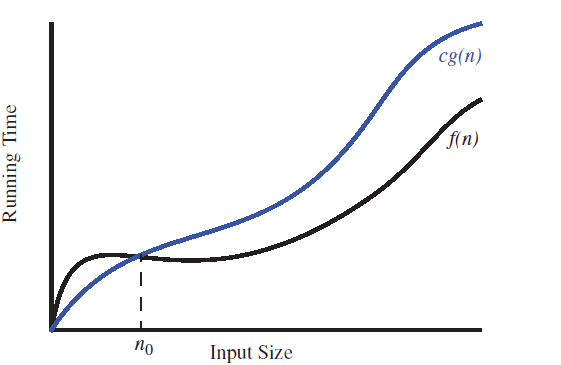 cg(n)
f(n)
Running Time
n0
Input Size